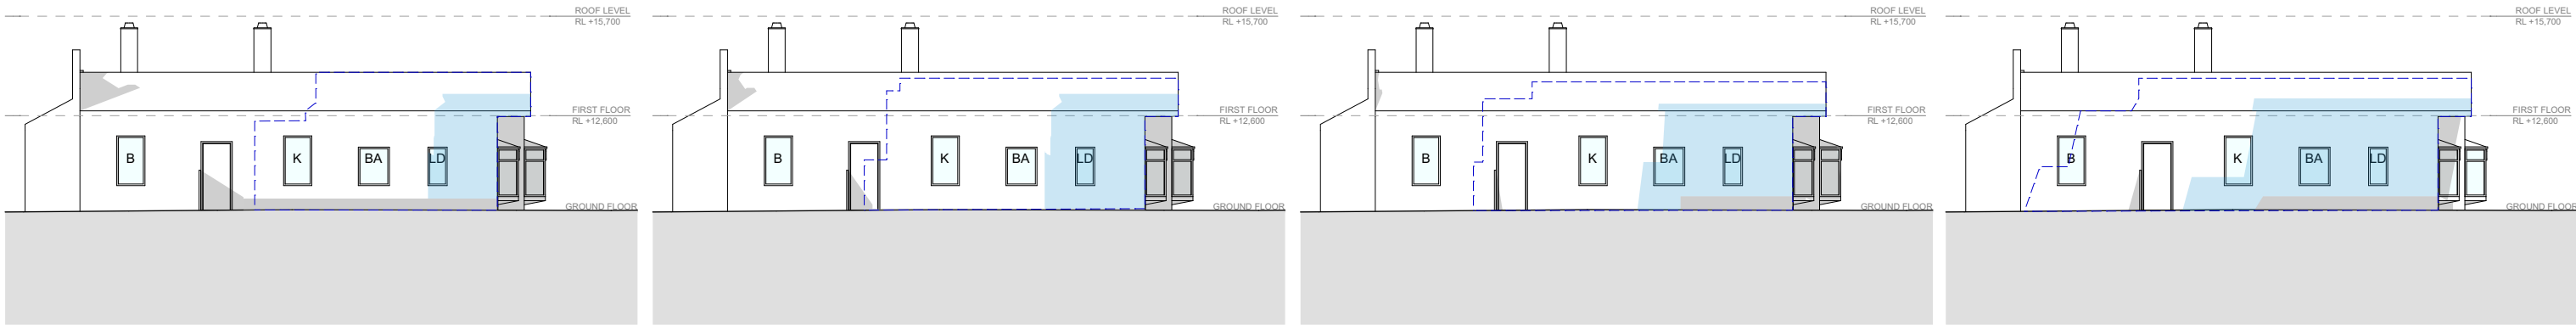 ROOF LEVEL
RL +15,700
FIRST FLOOR
RL +12,600
B
K
BA
LD
GROUND FLOOR
ROOF LEVEL
RL +15,700
FIRST FLOOR
RL +12,600
B
K
BA
LD
GROUND FLOOR
ROOF LEVEL
RL +15,700
FIRST FLOOR
RL +12,600
B
K
BA
LD
GROUND FLOOR
ROOF LEVEL
RL +15,700
FIRST FLOOR
RL +12,600
B
K
BA
LD
GROUND FLOOR